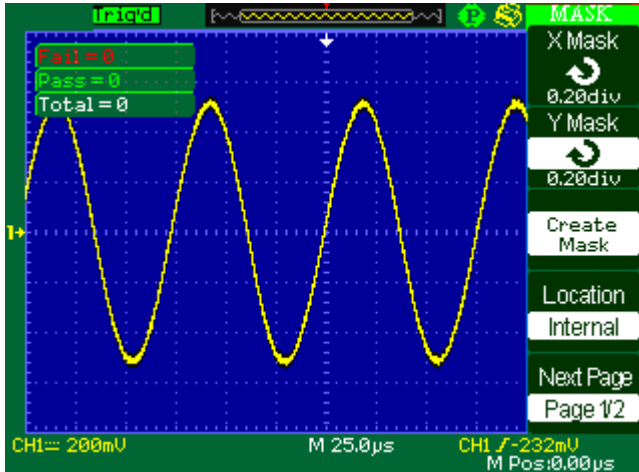 Trig'd P MASK
Fail = 0
Pass = 0
Total = 0
X Mask
0.20div
Y Mask
0.20div
1
Create
Mask
Location
Internal
Next Page
Page 1/2
CH1 200mV M 25.0µs CH1 -232mV
M Pos:0.00µs